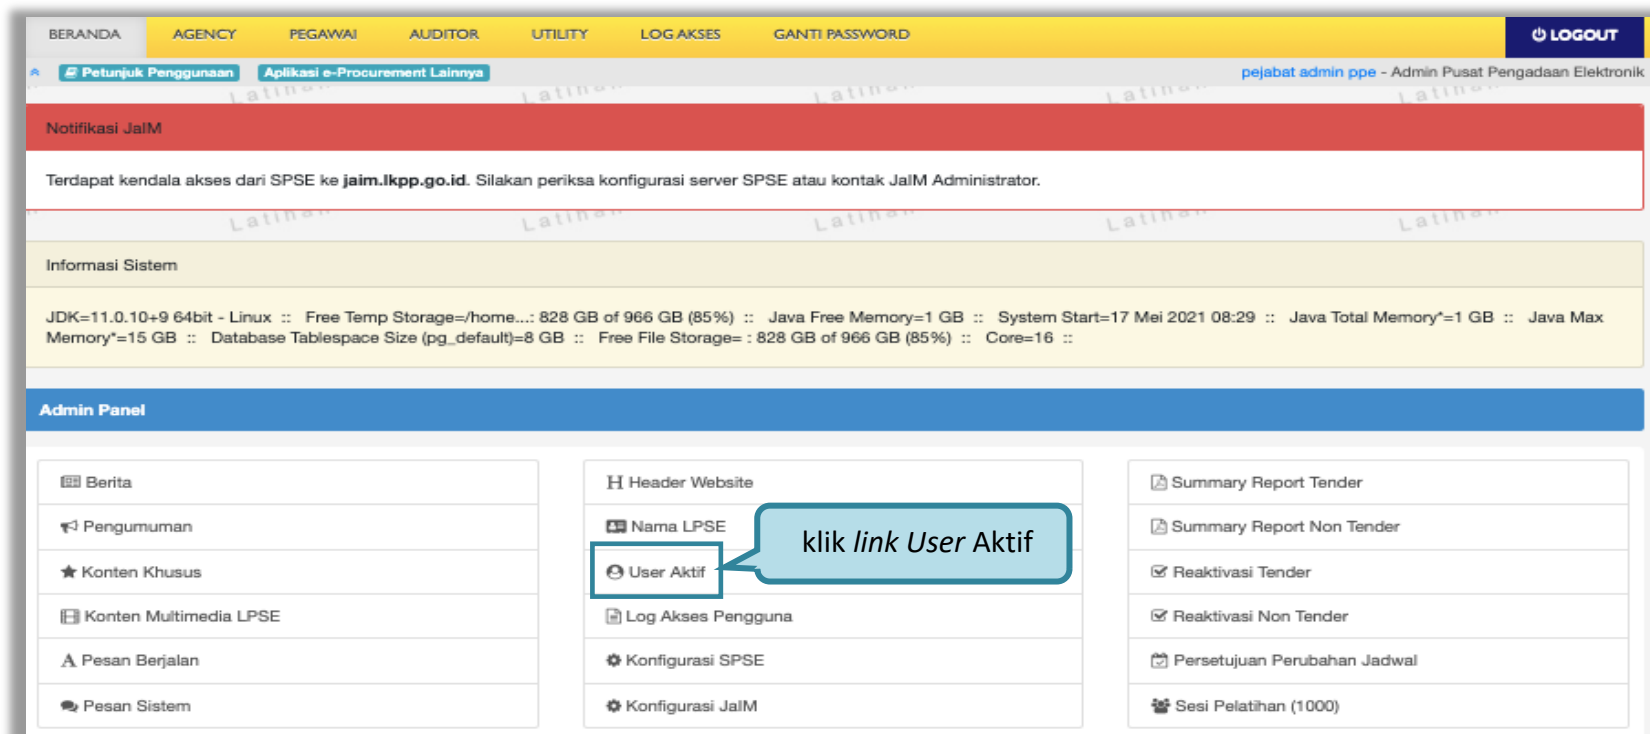 BERANDA AGENCY PEGAWAI AUDITOR UTILITY LOG AKSES GANTI PASSWORD LOGOUT
Petunjuk Penggunaan Aplikasi e-Procurement Lainnya pejabat admin ppe - Admin Pusat Pengadaan Elektronik
Notifikasi JaIM
Terdapat kendala akses dari SPSE ke jaim.lkpp.go.id. Silakan periksa konfigurasi server SPSE atau kontak JaIM Administrator.
Latihan Latihan Latihan Latihan Latihan
Informasi Sistem
JDK=11.0.10+9 64bit - Linux :: Free Temp Storage=/home...: 828 GB of 966 GB (85%) :: Java Free Memory=1 GB :: System Start=17 Mei 2021 08:29 :: Java Total Memory*=1 GB :: Java Max
Memory*=15 GB :: Database Tablespace Size (pg_default)=8 GB :: Free File Storage= : 828 GB of 966 GB (85%) :: Core=16 ::
Admin Panel
Berita
Pengumuman
Konten Khusus
Konten Multimedia LPSE
Pesan Berjalan
Pesan Sistem
Header Website
Nama LPSE
User Aktif
Log Akses Pengguna
Konfigurasi SPSE
Konfigurasi JaIM
klik link User Aktif
Summary Report Tender
Summary Report Non Tender
Reaktivasi Tender
Reaktivasi Non Tender
Persetujuan Perubahan Jadwal
Sesi Pelatihan (1000)